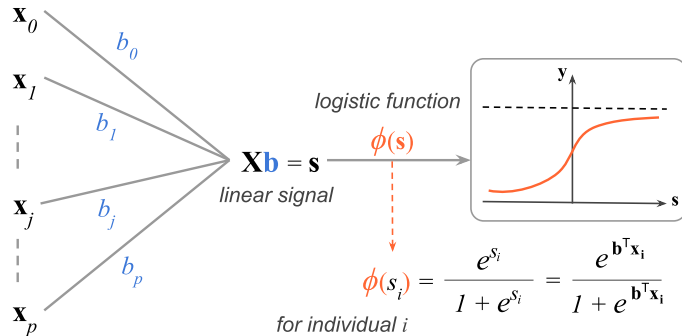 x₀
b₀
x₁
b₁
xⱼ
bⱼ
xₚ
bₚ
Xb = s
linear signal
logistic function
ϕ(s)
y
s
ϕ(sᵢ) = e^{sᵢ} / (1 + e^{sᵢ}) = e^{bᵀxᵢ} / (1 + e^{bᵀxᵢ})
for individual i